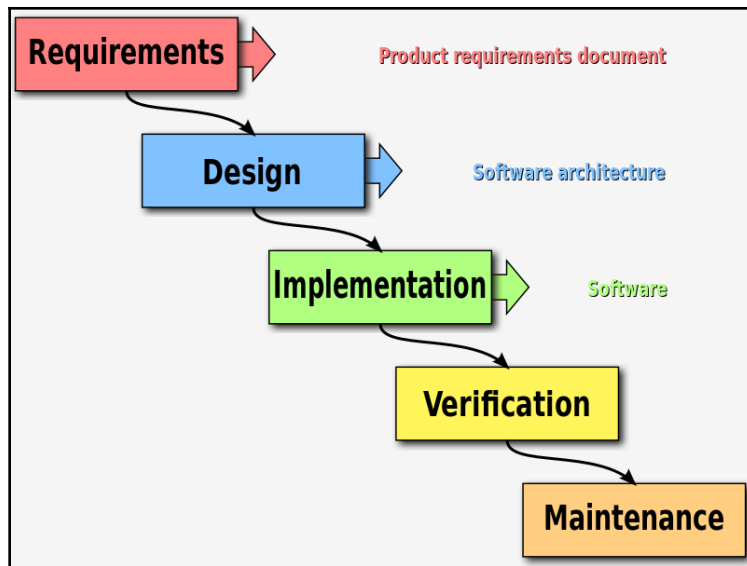 Requirements
Product requirements document
Design
Software architecture
Implementation
Software
Verification
Maintenance